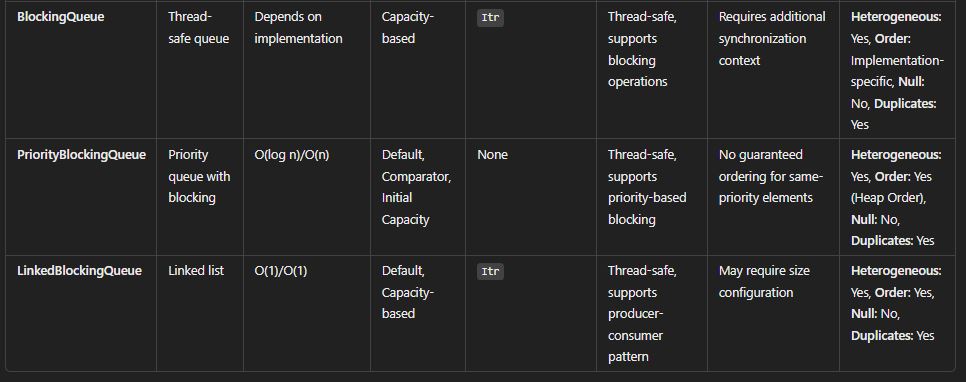 BlockingQueue
Thread-
safe queue
Depends on
implementation
Capacity-
based
Itr
Thread-safe,
supports
blocking
operations
Requires additional
synchronization
context
Heterogeneous:
Yes, Order:
Implementation-
specific, Null:
No, Duplicates:
Yes
PriorityBlockingQueue
Priority
queue with
blocking
O(log n)/O(n)
Default,
Comparator,
Initial
Capacity
None
Thread-safe,
supports
priority-based
blocking
No guaranteed
ordering for same-
priority elements
Heterogeneous:
Yes, Order: Yes
(Heap Order),
Null: No,
Duplicates: Yes
LinkedBlockingQueue
Linked list
O(1)/O(1)
Default,
Capacity-
based
Itr
Thread-safe,
supports
producer-
consumer
pattern
May require size
configuration
Heterogeneous:
Yes, Order: Yes,
Null: No,
Duplicates: Yes